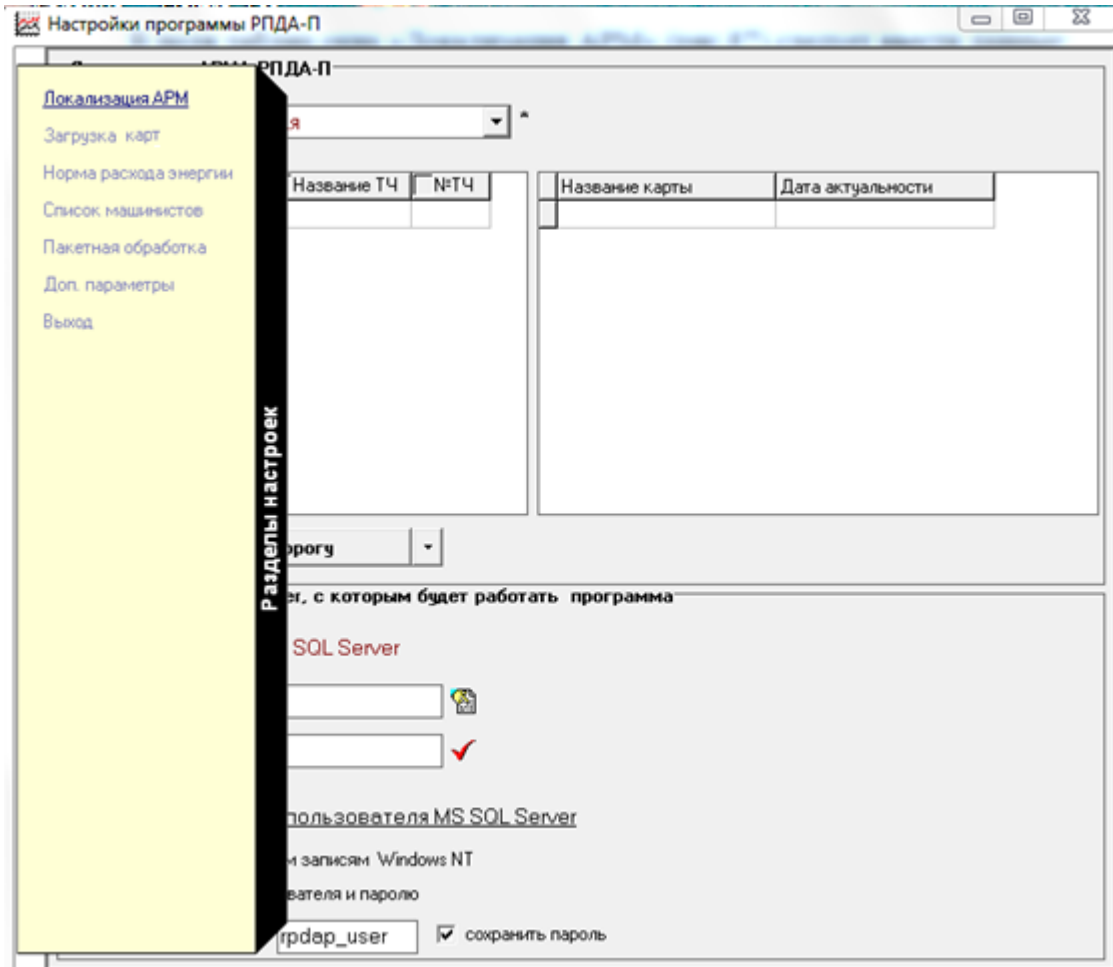 Настройки программы РПДА-П
РПДА-П
Локализация АРМ
Загрузка карт
Норма расхода энергии
Список машинистов
Пакетная обработка
Доп. параметры
Выход
Разделы настроек
я
*
Название ТЧ №ТЧ
Название карты Дата актуальности
орогу
er, с которым будет работать программа
SQL Server
пользователя MS SQL Server
м записям Windows NT
вателя и паролю
rpdap_user сохранить пароль